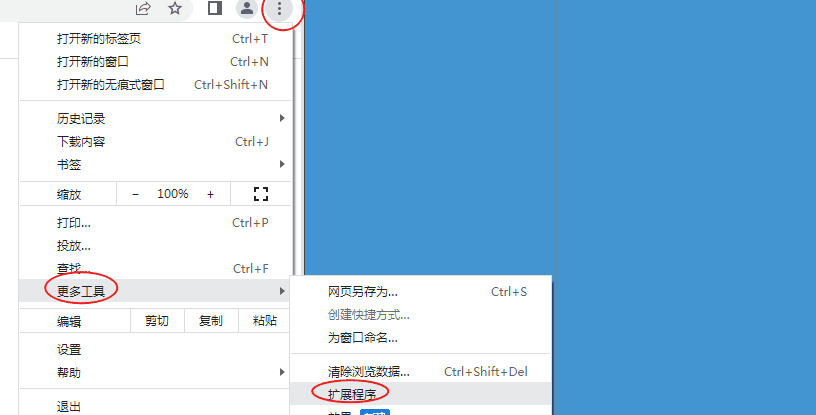 打开新的标签页 Ctrl+T
打开新的窗口 Ctrl+N
打开新的无痕式窗口 Ctrl+Shift+N
历史记录
下载内容 Ctrl+J
书签
缩放 − 100% +
打印... Ctrl+P
投放...
查找... Ctrl+F
更多工具
编辑 剪切 复制 粘贴
设置
帮助
退出
网页另存为... Ctrl+S
创建快捷方式...
为窗口命名...
清除浏览数据... Ctrl+Shift+Del
扩展程序